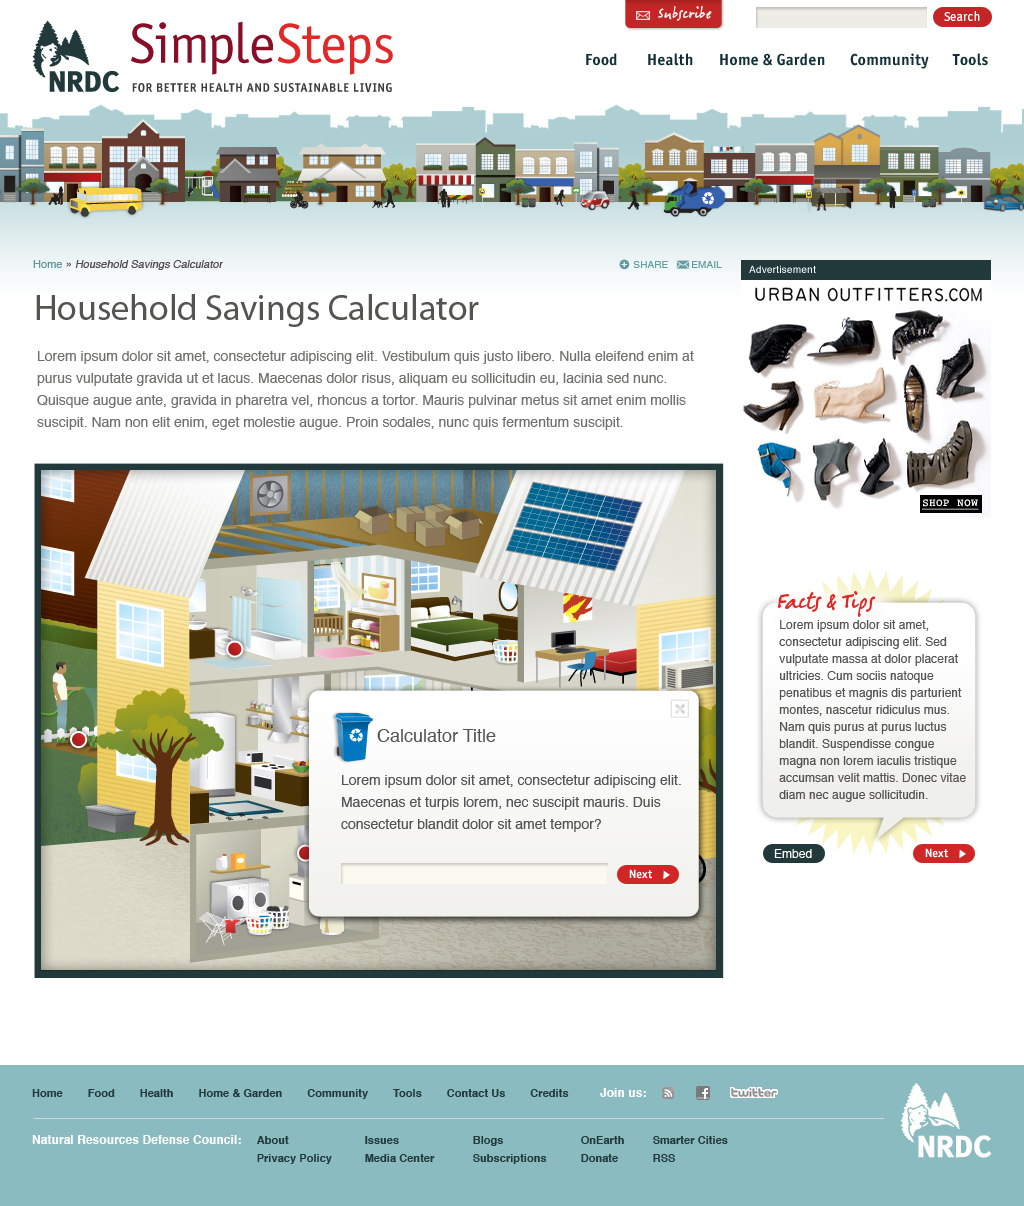 Subscribe
Search
NRDC
SimpleSteps
FOR BETTER HEALTH AND SUSTAINABLE LIVING
Food Health Home & Garden Community Tools
Home » Household Savings Calculator
SHARE EMAIL
Household Savings Calculator
Lorem ipsum dolor sit amet, consectetur adipiscing elit. Vestibulum quis justo libero. Nulla eleifend enim at
purus vulputate gravida ut et lacus. Maecenas dolor risus, aliquam eu sollicitudin eu, lacinia sed nunc.
Quisque augue ante, gravida in pharetra vel, rhoncus a tortor. Mauris pulvinar metus sit amet enim mollis
suscipit. Nam non elit enim, eget molestie augue. Proin sodales, nunc quis fermentum suscipit.
Calculator Title
Lorem ipsum dolor sit amet, consectetur adipiscing elit.
Maecenas et turpis lorem, nec suscipit mauris. Duis
consectetur blandit dolor sit amet tempor?
Next
Advertisement
URBAN OUTFITTERS.COM
SHOP NOW
Facts & Tips
Lorem ipsum dolor sit amet,
consectetur adipiscing elit. Sed
vulputate massa at dolor placerat
ultricies. Cum sociis natoque
penatibus et magnis dis parturient
montes, nascetur ridiculus mus.
Nam quis purus at purus luctus
blandit. Suspendisse congue
magna non lorem iaculis tristique
accumsan velit mattis. Donec vitae
diam nec augue sollicitudin.
Embed
Next
Home Food Health Home & Garden Community Tools Contact Us Credits Join us: twitter
Natural Resources Defense Council: About Issues Blogs OnEarth Smarter Cities
Privacy Policy Media Center Subscriptions Donate RSS
NRDC